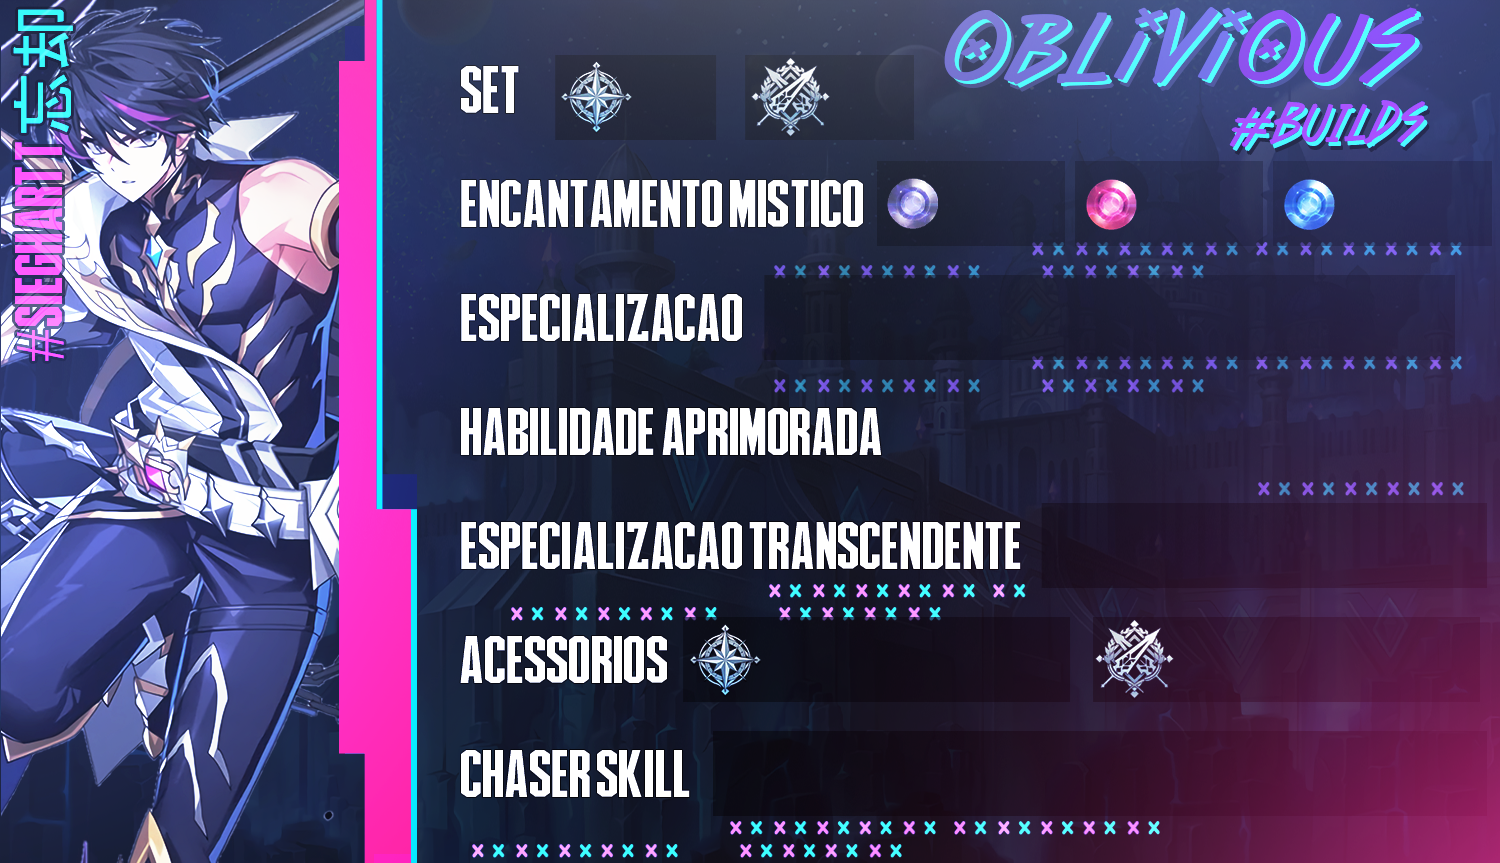 #SIEGHART 忘却
OBLIVIOUS
#BUILDS
SET
ENCANTAMENTO MISTICO
ESPECIALIZACAO
HABILIDADE APRIMORADA
ESPECIALIZACAO TRANSCENDENTE
ACESSORIOS
CHASER SKILL